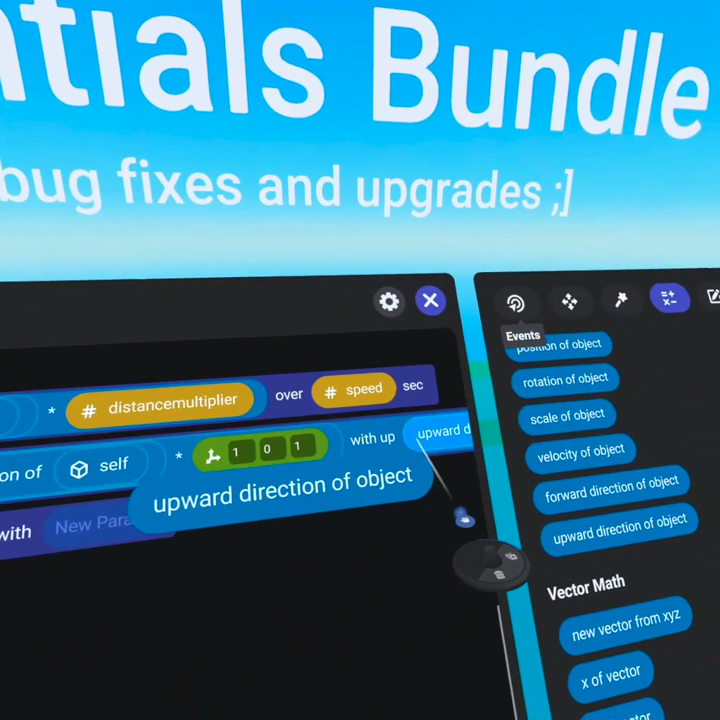 ntials Bundle
bug fixes and upgrades ;]
Events
position of object
rotation of object
scale of object
velocity of object
forward direction of object
upward direction of object
Vector Math
new vector from xyz
x of vector
* # distancemultiplier over # speed sec
on of self * 1 0 1 with up upward d
upward direction of object
with New Para